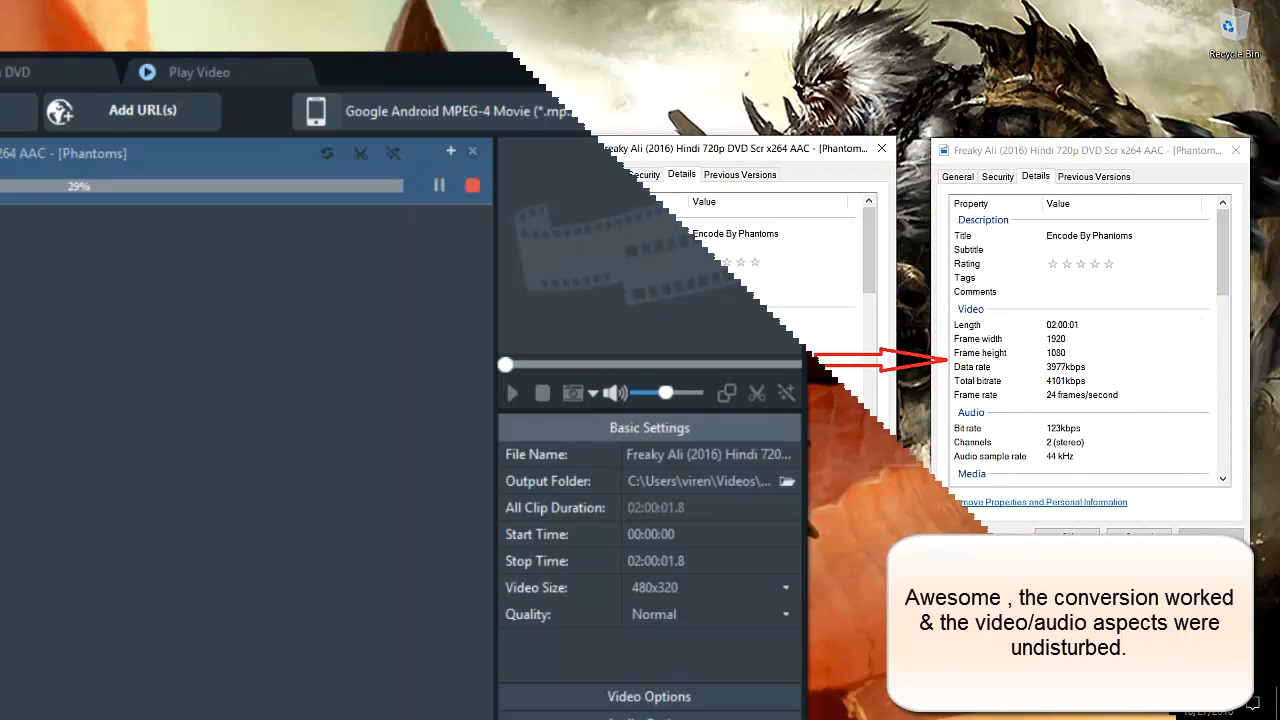 Recycle Bin
DVD
Play Video
Add URL(s)
Google Android MPEG-4 Movie (*.mp...
264 AAC - [Phantoms]
29%
Basic Settings
File Name: Freaky Ali (2016) Hindi 720...
Output Folder: C:\Users\viren\Videos\...
All Clip Duration: 02:00:01.8
Start Time: 00:00:00
Stop Time: 02:00:01.8
Video Size: 480x320
Quality: Normal
Video Options
reaky Ali (2016) Hindi 720p DVD Scr x264 AAC - [Phantom...
curity Details Previous Versions
Value
Encode By Phantoms
Freaky Ali (2016) Hindi 720p DVD Scr x264 AAC - [Phantom...
General Security Details Previous Versions
Property Value
Description
Title Encode By Phantoms
Subtitle
Rating
Tags
Comments
Video
Length 02:00:01
Frame width 1920
Frame height 1080
Data rate 3977kbps
Total bitrate 4101kbps
Frame rate 24 frames/second
Audio
Bit rate 123kbps
Channels 2 (stereo)
Audio sample rate 44 kHz
Media
move Properties and Personal Information
Awesome , the conversion worked
& the video/audio aspects were
undisturbed.